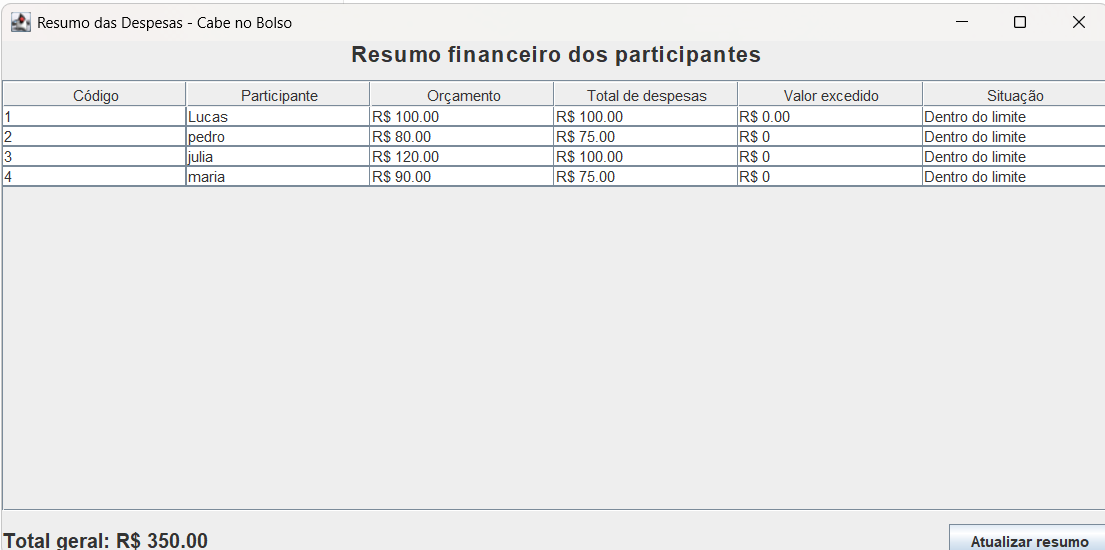 Resumo das Despesas - Cabe no Bolso
Resumo financeiro dos participantes
Código Participante Orçamento Total de despesas Valor excedido Situação
1 Lucas R$ 100.00 R$ 100.00 R$ 0.00 Dentro do limite
2 pedro R$ 80.00 R$ 75.00 R$ 0 Dentro do limite
3 julia R$ 120.00 R$ 100.00 R$ 0 Dentro do limite
4 maria R$ 90.00 R$ 75.00 R$ 0 Dentro do limite
Total geral: R$ 350.00 Atualizar resumo